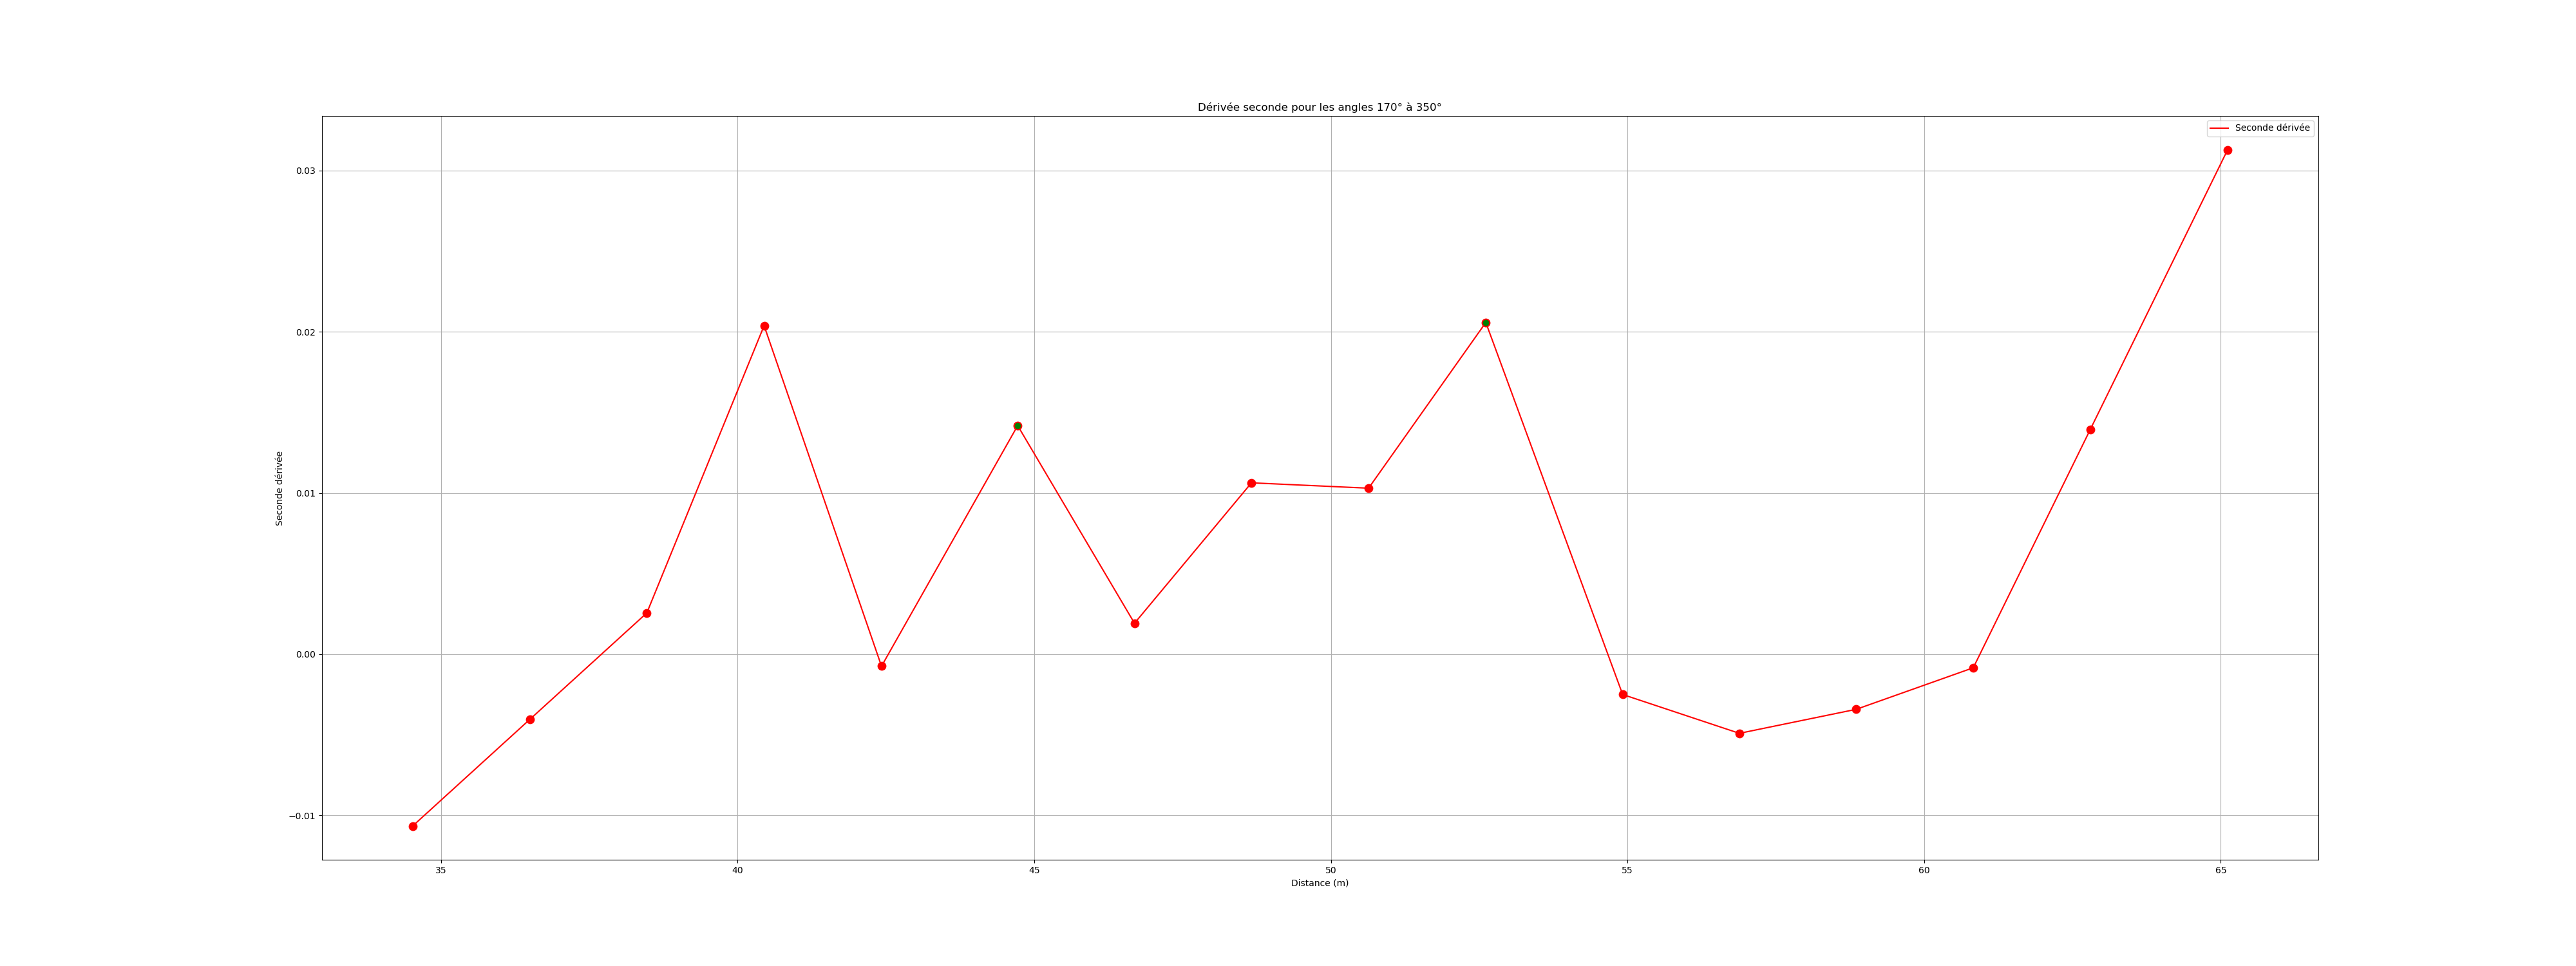 Dérivée seconde pour les angles 170° à 350°
Seconde dérivée
0.03
0.02
0.01
0.00
−0.01
Seconde dérivée
35 40 45 50 55 60 65
Distance (m)